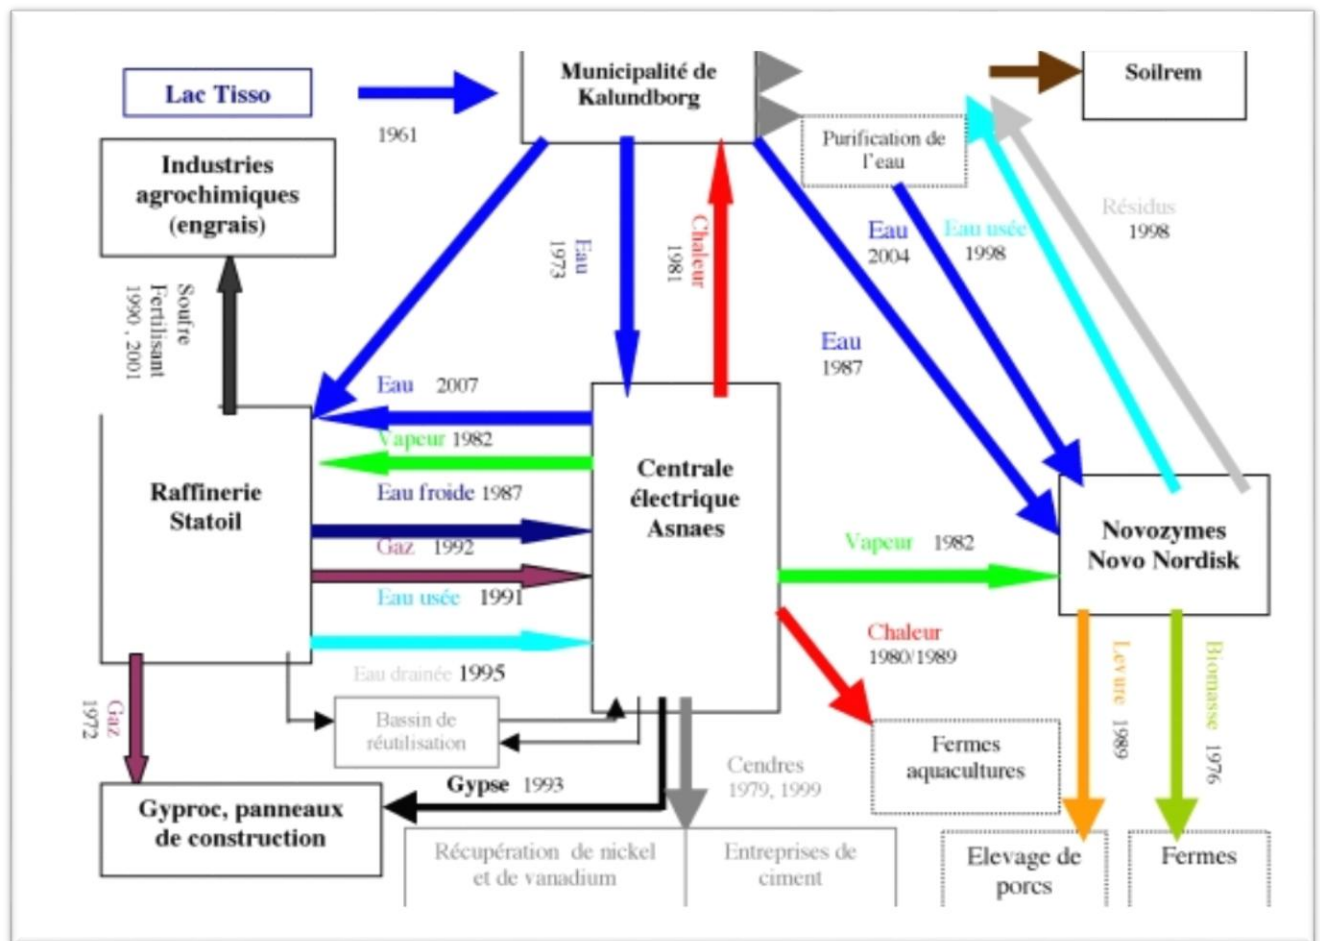 Municipalité de
Kalundborg
Soilrem
Lac Tisso
1961
Purification de
l'eau
Industries
agrochimiques
(engrais)
Eau
1973
Chaleur
1981
Eau
2004
Eau usée
1998
Résidus
1998
Soufre
Fertilisant
1990 , 2001
Eau
1987
Eau 2007
Vapeur 1982
Eau froide 1987
Gaz 1992
Eau usée 1991
Eau drainée 1995
Raffinerie
Statoil
Centrale
électrique
Asnaes
Novozymes
Novo Nordisk
Vapeur 1982
Chaleur
1980/1989
Levure 1989
Biomasse 1976
Gaz
1972
Bassin de
réutilisation
Fermes
aquacultures
Gypse 1993
Cendres
1979, 1999
Gyproc, panneaux
de construction
Récupération de nickel
et de vanadium
Entreprises de
ciment
Elevage de
porcs
Fermes